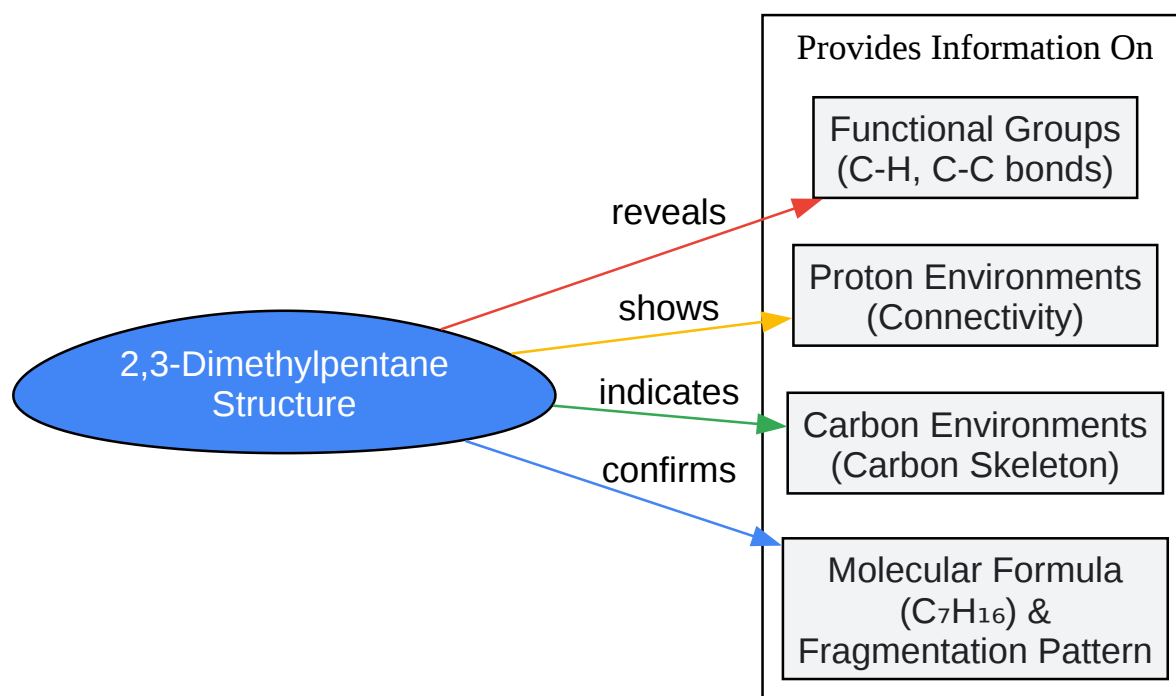 Provides Information On
Functional Groups
(C-H, C-C bonds)
reveals
Proton Environments
(Connectivity)
shows
2,3-Dimethylpentane
Structure
indicates
Carbon Environments
(Carbon Skeleton)
confirms
Molecular Formula
(C₇H₁₆) &
Fragmentation Pattern